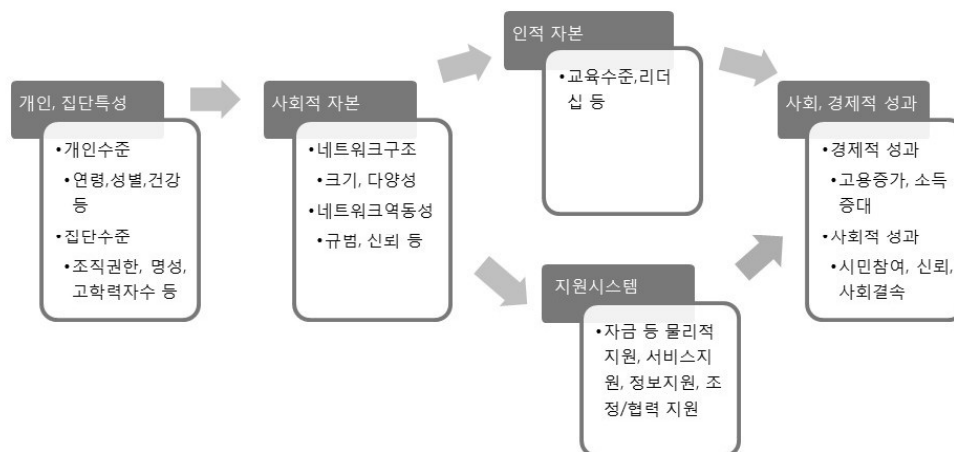 개인, 집단특성
•개인수준
•연령,성별,건강
등
•집단수준
•조직권한, 명성,
고학력자수 등
사회적 자본
•네트워크구조
•크기, 다양성
•네트워크역동성
•규범, 신뢰 등
인적 자본
•교육수준,리더
십 등
지원시스템
•자금 등 물리적
지원, 서비스지
원, 정보지원, 조
정/협력 지원
사회, 경제적 성과
•경제적 성과
•고용증가, 소득
증대
•사회적 성과
•시민참여, 신뢰,
사회결속